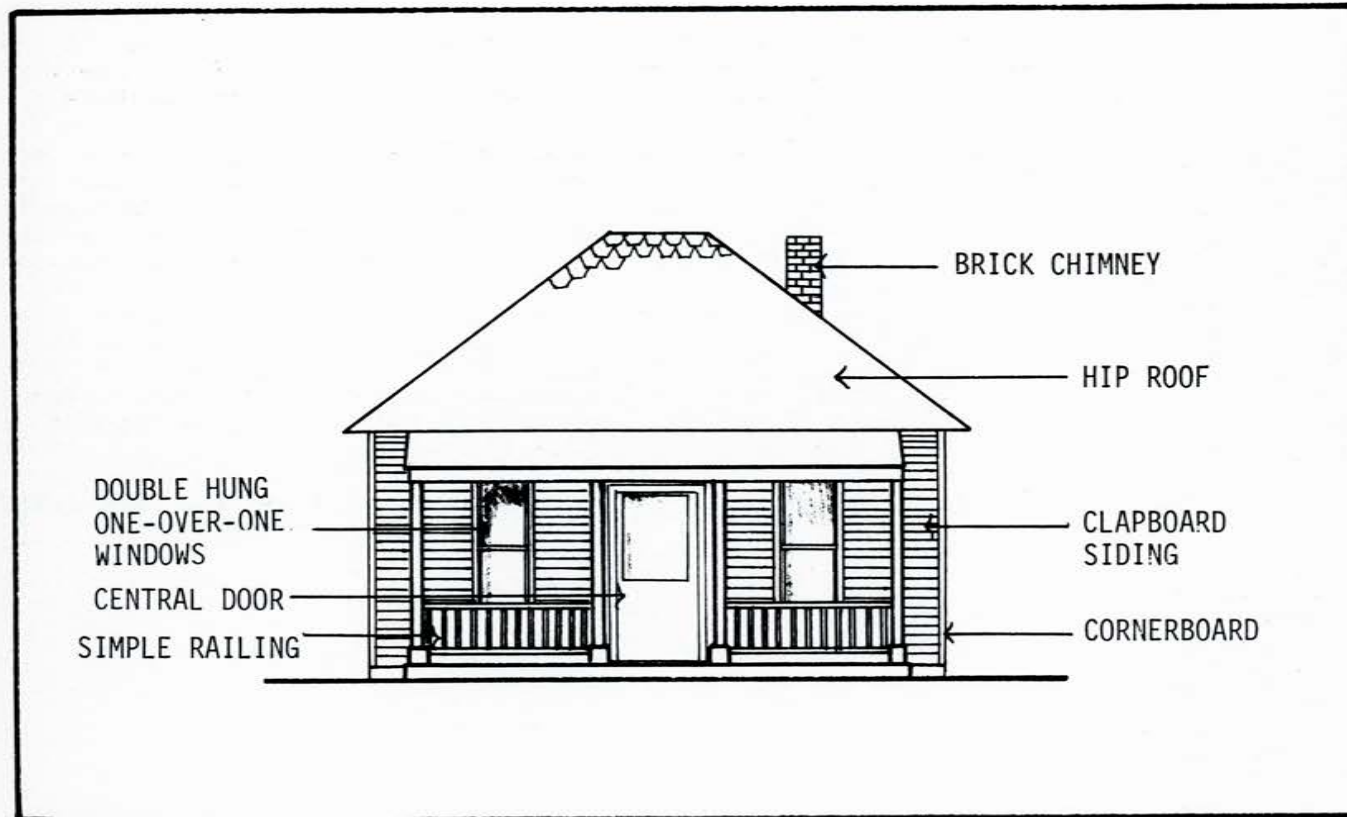 BRICK CHIMNEY
HIP ROOF
DOUBLE HUNG
ONE-OVER-ONE
WINDOWS
CLAPBOARD
SIDING
CENTRAL DOOR
SIMPLE RAILING
CORNERBOARD